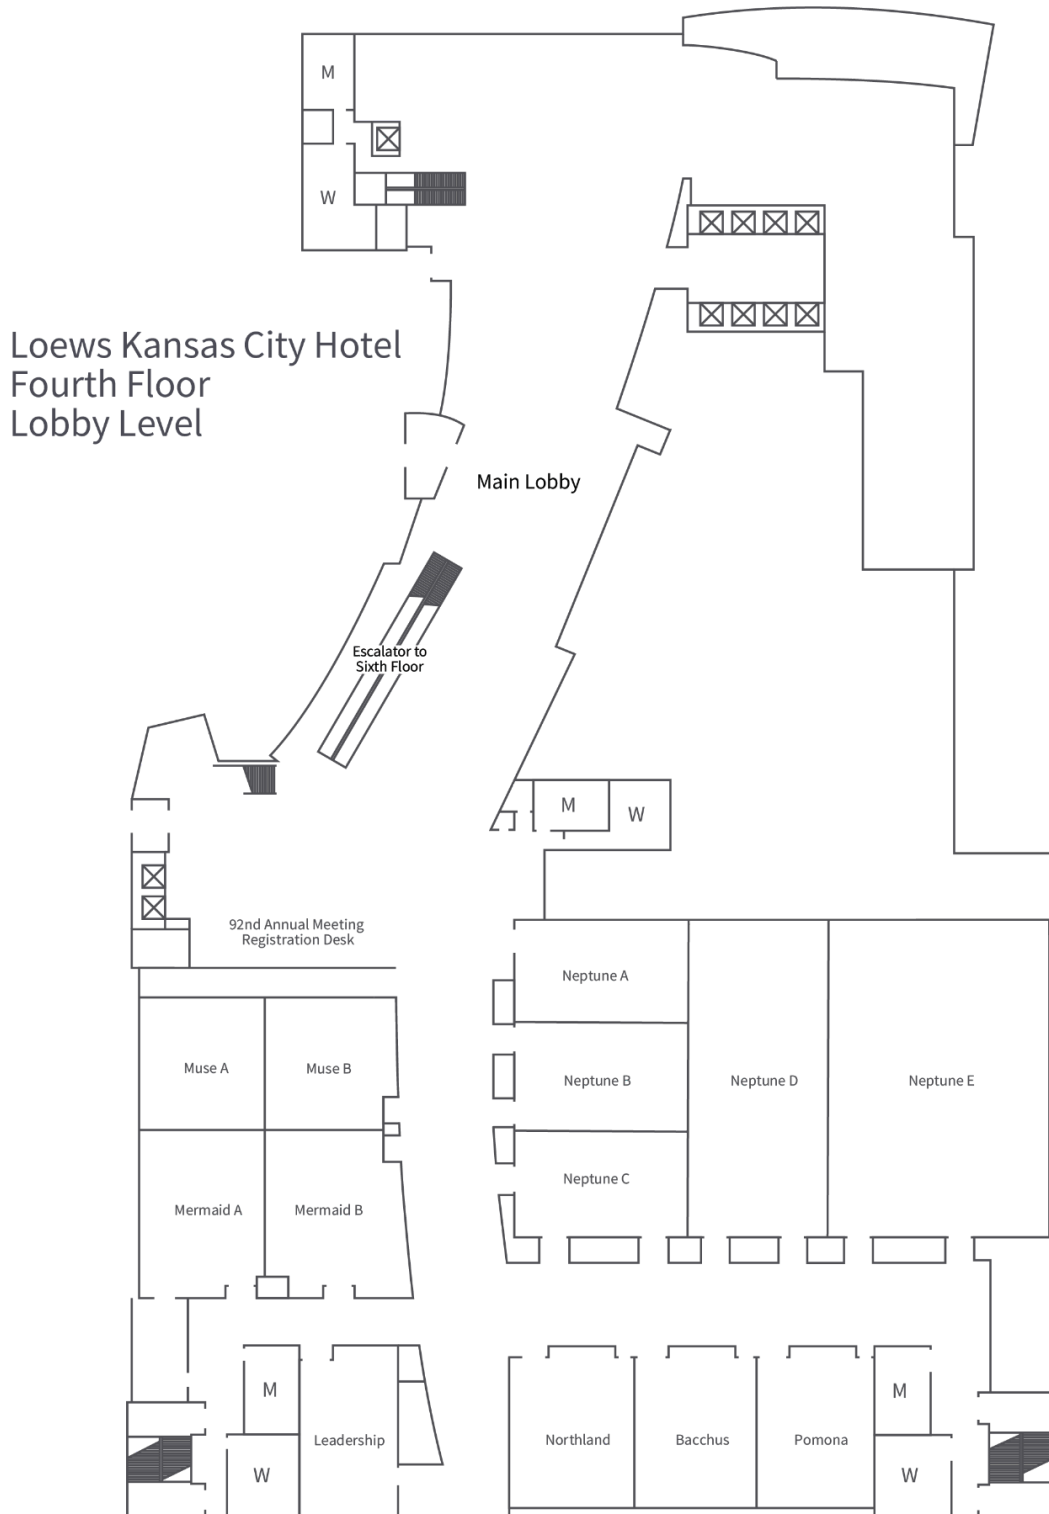 M
W
Loews Kansas City Hotel
Fourth Floor
Lobby Level
Main Lobby
Escalator to
Sixth Floor
M
W
92nd Annual Meeting
Registration Desk
Neptune A
Muse A
Muse B
Neptune B
Neptune D
Neptune E
Neptune C
Mermaid A
Mermaid B
M
M
Leadership
Northland
Bacchus
Pomona
W
W